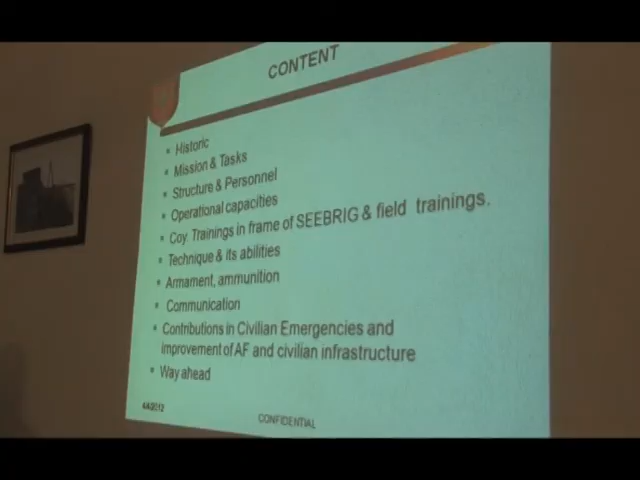 CONTENT
• Historic
• Mission & Tasks
• Structure & Personnel
• Operational capacities
• Coy Trainings in frame of SEEBRIG & field trainings.
• Technique & its abilities
• Armament, ammunition
• Communication
• Contributions in Civilian Emergencies and
improvement of AF and civilian infrastructure
• Way ahead
4/4/2012
CONFIDENTIAL